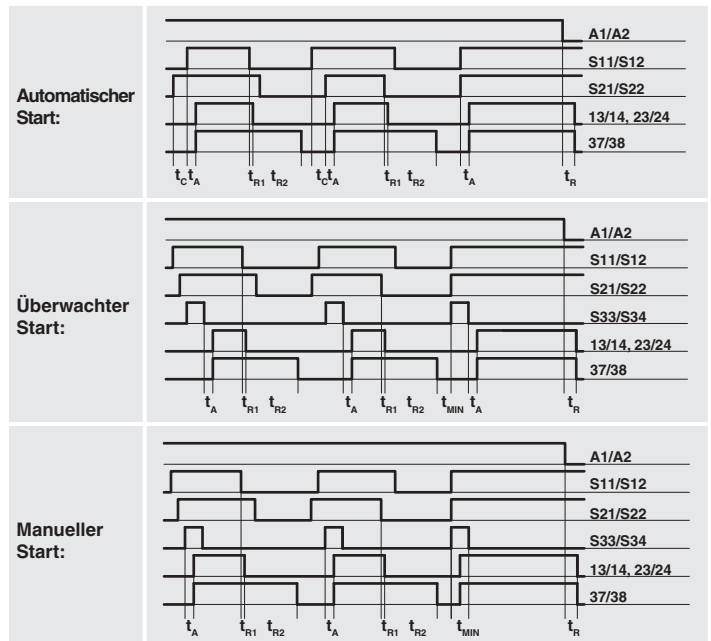 Automatischer
Start:
A1/A2
S11/S12
S21/S22
13/14, 23/24
37/38
tC tA tR1 tR2 tC tA tR1 tR2 tA tR
Überwachter
Start:
A1/A2
S11/S12
S21/S22
S33/S34
13/14, 23/24
37/38
tA tR1 tR2 tA tR1 tR2 tMIN tA tR
Manueller
Start:
A1/A2
S11/S12
S21/S22
S33/S34
13/14, 23/24
37/38
tA tR1 tR2 tA tR1 tR2 tMIN tR